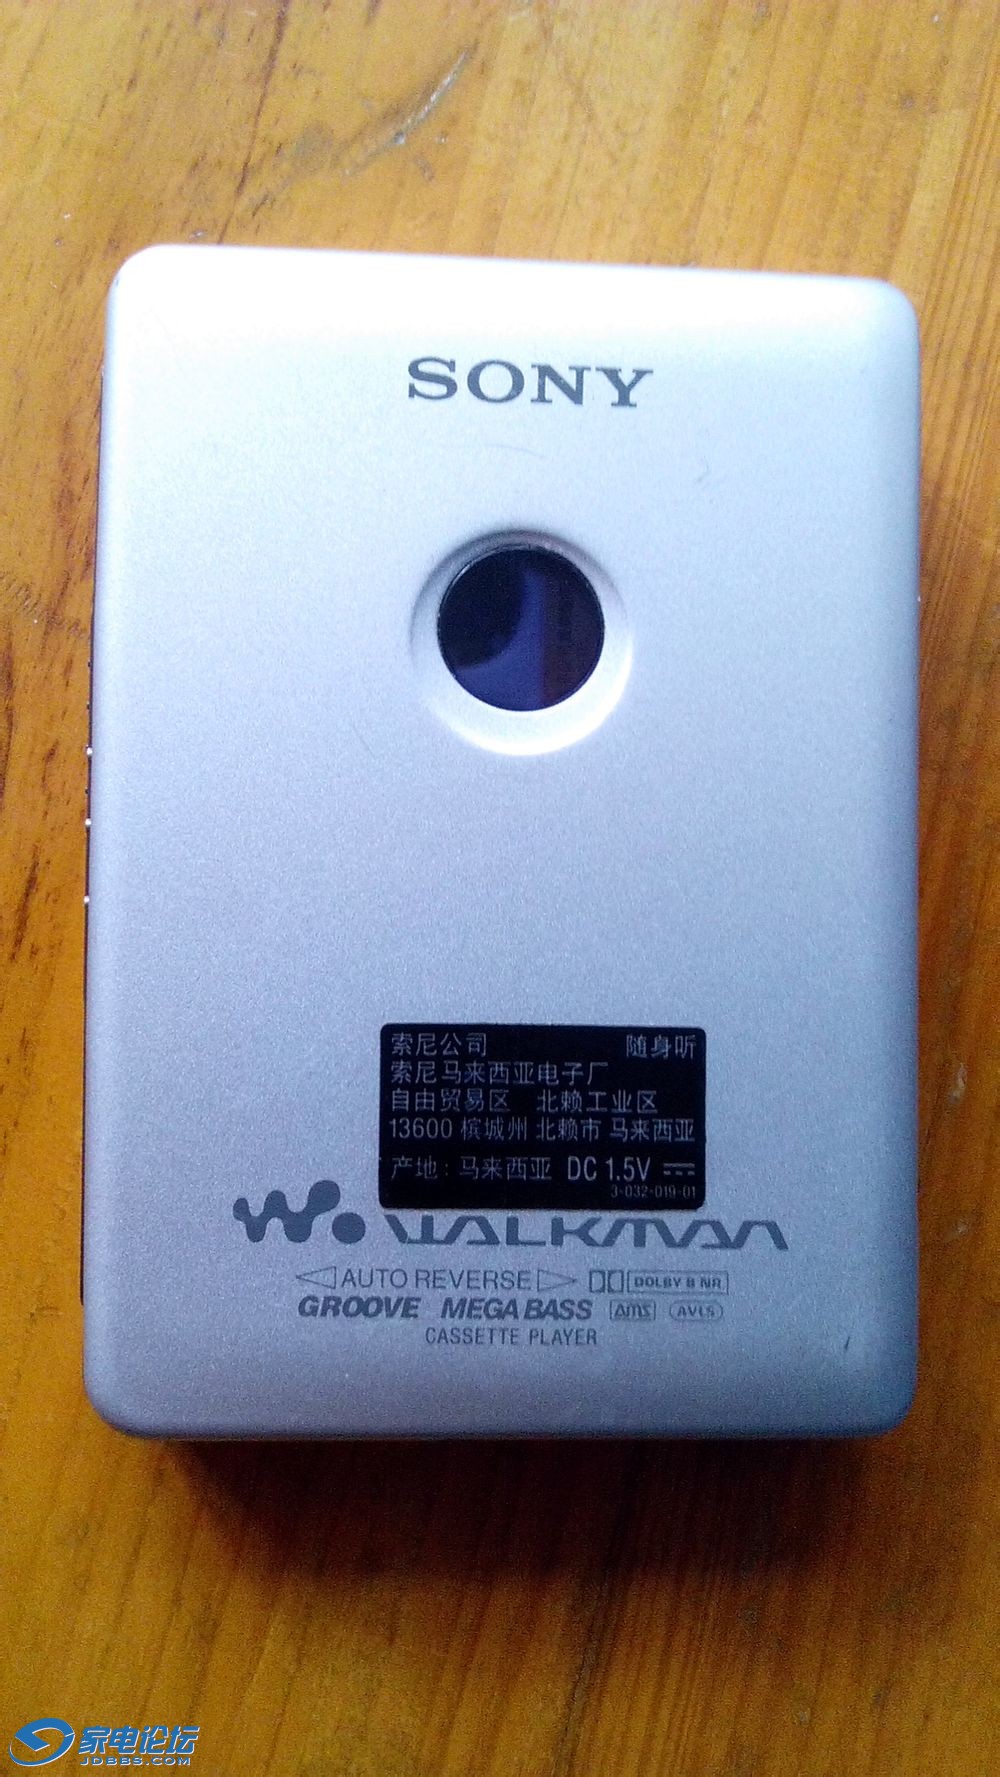 SONY
索尼公司 随身听
索尼马来西亚电子厂
自由贸易区 北赖工业区
13600 槟城州 北赖市 马来西亚
产地: 马来西亚 DC 1.5V
3-032-019-01
W. WALKMAN
AUTO REVERSE DOLBY B NR
GROOVE MEGA BASS AMS AVLS
CASSETTE PLAYER
家电论坛
JDBBS.COM